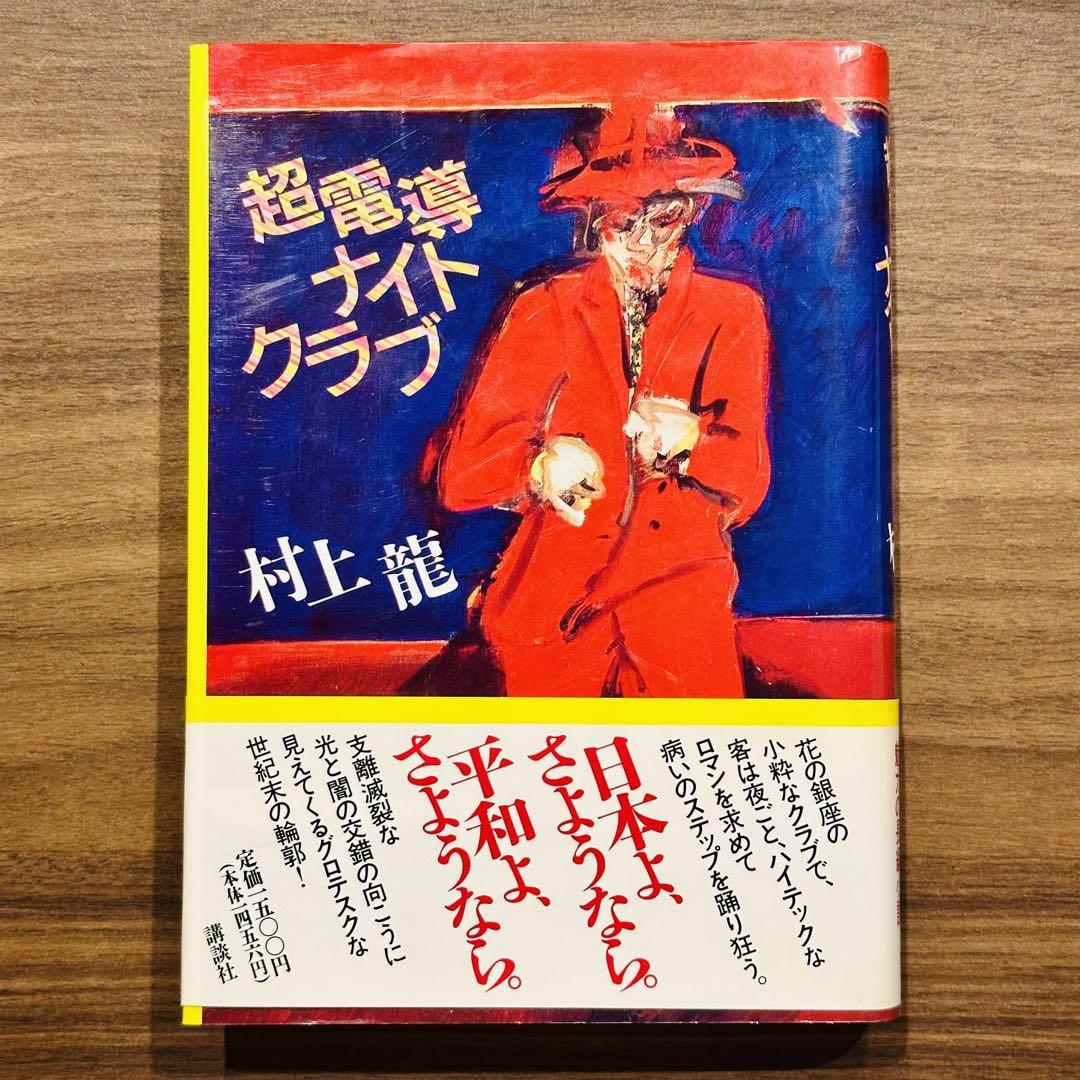 超電導
ナイト
クラブ
村上龍
花の銀座の
小粋なクラブで、
客は夜ごと、ハイテックな
ロマンを求めて
病いのステップを踊り狂う。
日本よ、
さようなら。
平和よ、
さようなら。
支離滅裂な
光と闇の交錯の向こうに
見えてくるグロテスクな
世紀末の輪郭!
定価一五〇〇円
(本体一四五六円)
講談社